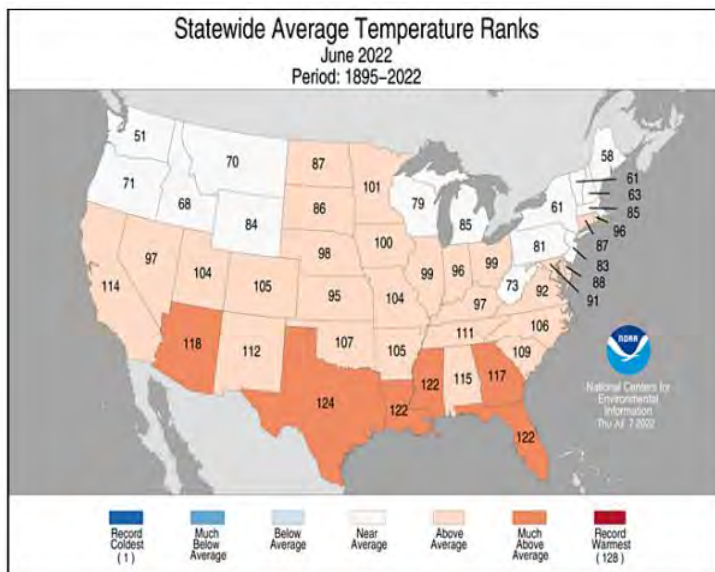 Statewide Average Temperature Ranks
June 2022
Period: 1895–2022
51
70
87
101
58
71
68
86
79
85
61
61
63
85
84
96
87
98
100
81
83
88
91
114
97
104
105
99
96
99
73
92
95
104
97
118
112
107
105
111
106
109
124
122
122
115
117
122
NOAA
National Centers for
Environmental
Information
Thu Jul 7 2022
Record
Coldest
(1)
Much
Below
Average
Below
Average
Near
Average
Above
Average
Much
Above
Average
Record
Warmest
(128)